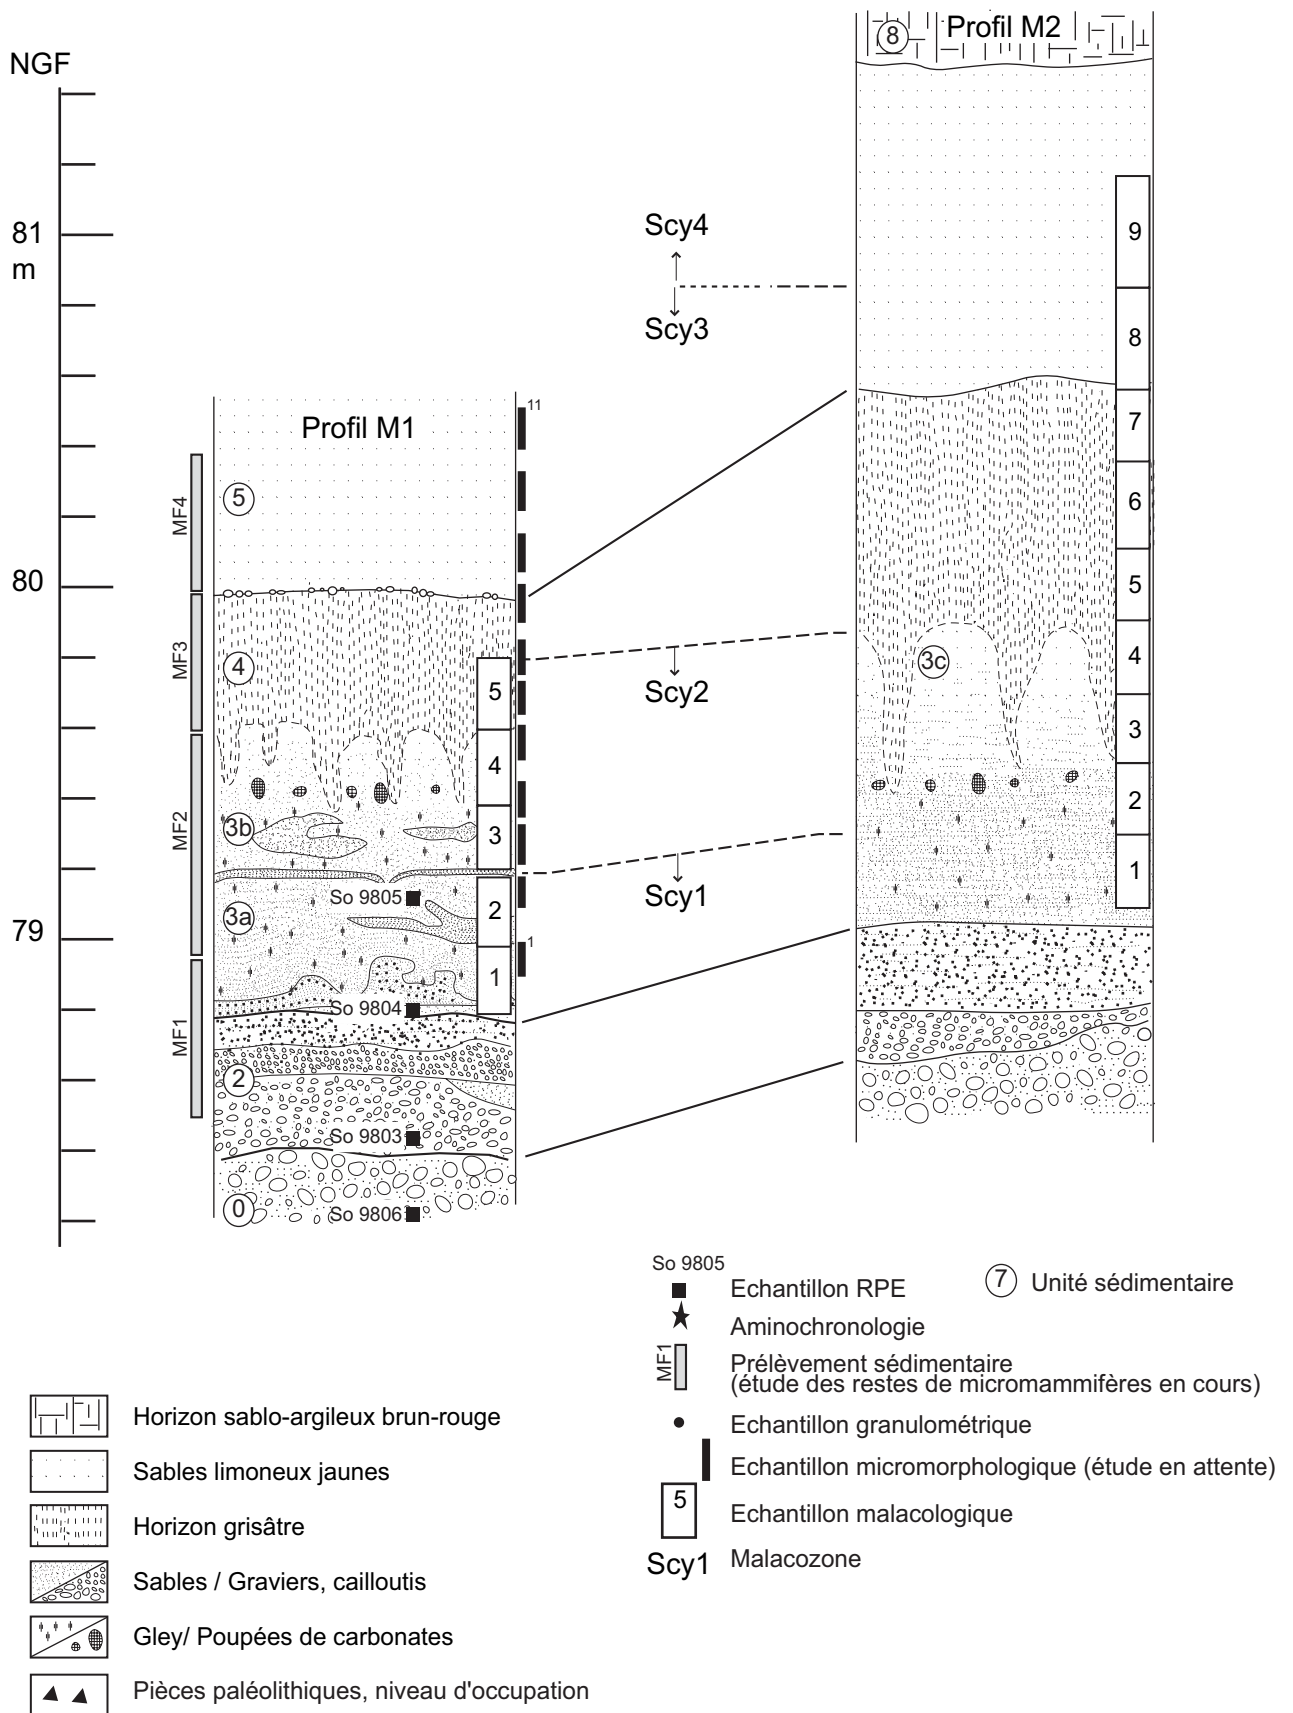 NGF
81
m
80
79
Profil M1
11
MF4
5
MF3
4
5
4
MF2
3b
3
So 9805
3a
2
1
1
MF1
So 9804
2
So 9803
0
So 9806
Scy4
Scy3
Scy2
Scy1
8
Profil M2
9
8
7
6
5
3c
4
3
2
1
So 9805
Echantillon RPE
7
Unité sédimentaire
Aminochronologie
MF1
Prélèvement sédimentaire
(étude des restes de micromammifères en cours)
Echantillon granulométrique
Echantillon micromorphologique (étude en attente)
5
Echantillon malacologique
Scy1
Malacozone
Horizon sablo-argileux brun-rouge
Sables limoneux jaunes
Horizon grisâtre
Sables / Graviers, cailloutis
Gley/ Poupées de carbonates
Pièces paléolithiques, niveau d'occupation